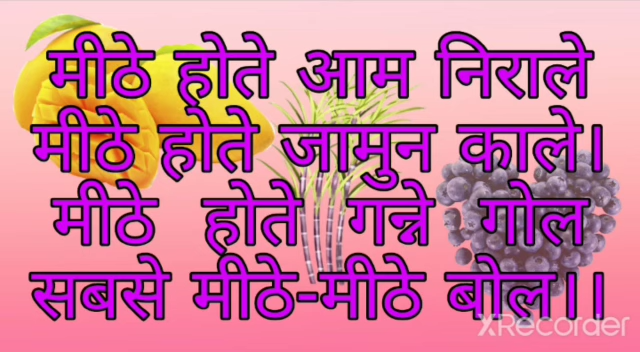 मीठे होते आम निराले
मीठे होते जामुन काले।
मीठे होते गन्ने गोल
सबसे मीठे-मीठे बोल।।
XRecorder